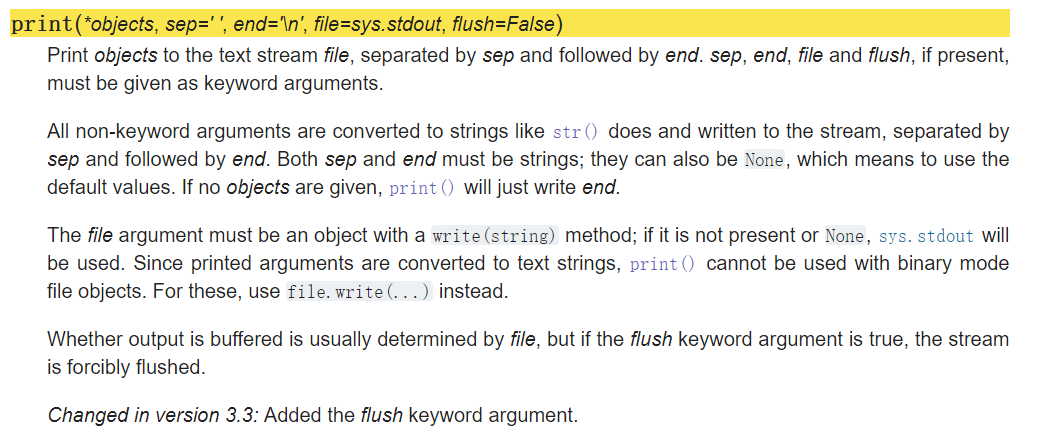 print(*objects, sep=' ', end='\n', file=sys.stdout, flush=False)
Print objects to the text stream file, separated by sep and followed by end. sep, end, file and flush, if present,
must be given as keyword arguments.
All non-keyword arguments are converted to strings like str() does and written to the stream, separated by
sep and followed by end. Both sep and end must be strings; they can also be None, which means to use the
default values. If no objects are given, print() will just write end.
The file argument must be an object with a write(string) method; if it is not present or None, sys.stdout will
be used. Since printed arguments are converted to text strings, print() cannot be used with binary mode
file objects. For these, use file.write(...) instead.
Whether output is buffered is usually determined by file, but if the flush keyword argument is true, the stream
is forcibly flushed.
Changed in version 3.3: Added the flush keyword argument.